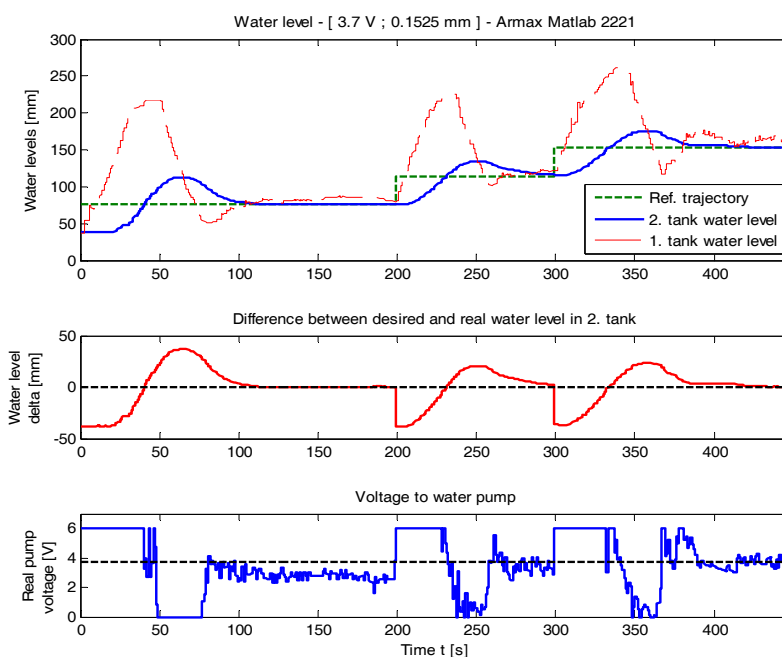 Water level - [ 3.7 V ; 0.1525 mm ] - Armax Matlab 2221
300
250
200
150
100
50
0
Water levels [mm]
Ref. trajectory
2. tank water level
1. tank water level
0 50 100 150 200 250 300 350 400
Difference between desired and real water level in 2. tank
50
0
-50
Water level
delta [mm]
0 50 100 150 200 250 300 350 400
Voltage to water pump
6
4
2
0
Real pump
voltage [V]
0 50 100 150 200 250 300 350 400
Time t [s]